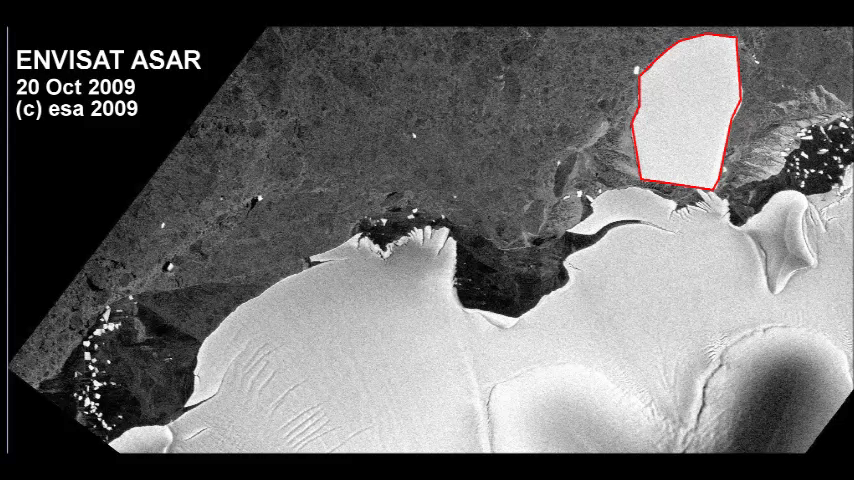 ENVISAT ASAR
20 Oct 2009
(c) esa 2009